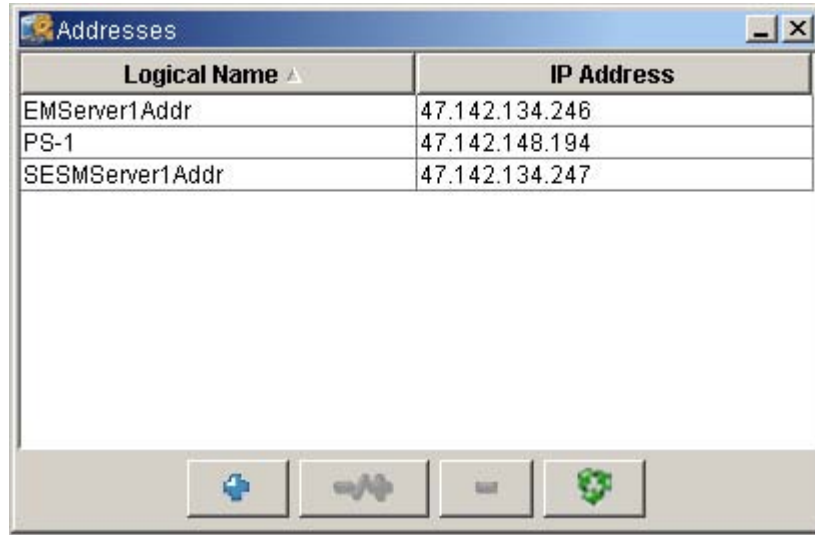 Addresses
Logical Name IP Address
EMServer1Addr 47.142.134.246
PS-1 47.142.148.194
SESMServer1Addr 47.142.134.247